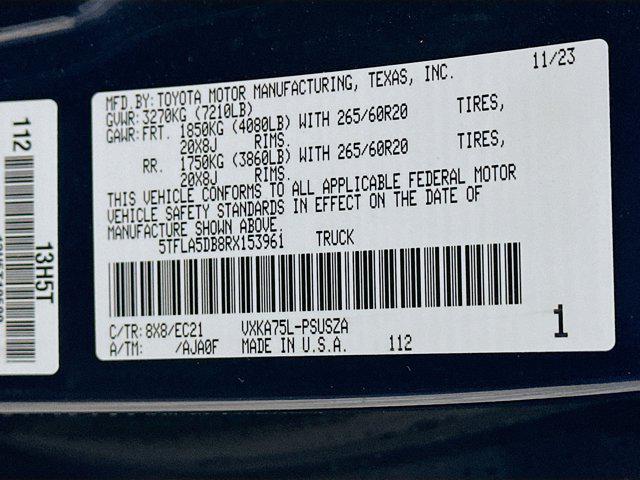 MFD.BY: TOYOTA MOTOR MANUFACTURING, TEXAS, INC. 11/23
GVWR: 3270KG (7210LB)
GAWR: FRT. 1850KG (4080LB) WITH 265/60R20 TIRES,
20X8J RIMS.
RR. 1750KG (3860LB) WITH 265/60R20 TIRES,
20X8J RIMS.
THIS VEHICLE CONFORMS TO ALL APPLICABLE FEDERAL MOTOR
VEHICLE SAFETY STANDARDS IN EFFECT ON THE DATE OF
MANUFACTURE SHOWN ABOVE.
5TFLA5DB8RX153961 TRUCK
C/TR: 8X8/EC21 VXKA75L-PSUSZA
A/TM: /AJA0F MADE IN U.S.A. 112
1
112
13H5T